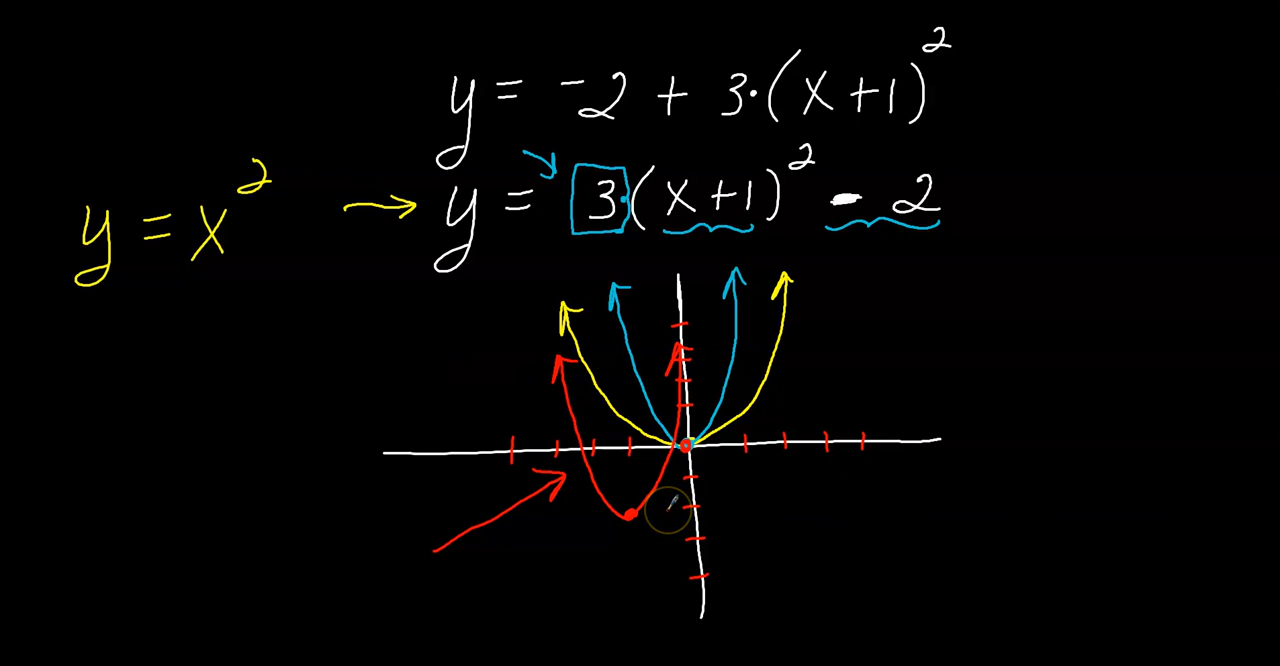 y = -2 + 3·(x+1)²
y = x² → y = 3·(x+1)² - 2